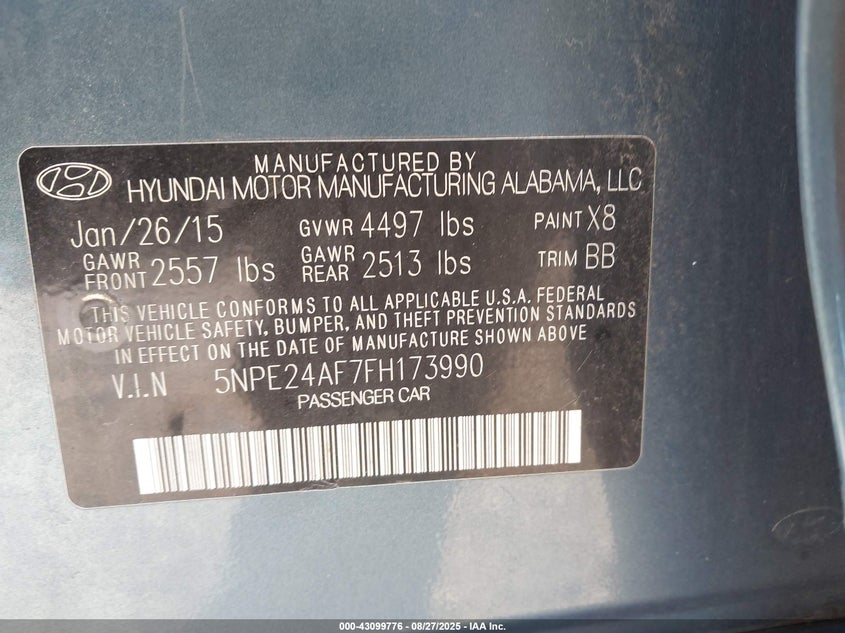 MANUFACTURED BY
HYUNDAI MOTOR MANUFACTURING ALABAMA, LLC
Jan/26/15 GVWR 4497 lbs PAINT X8
GAWR FRONT 2557 lbs GAWR REAR 2513 lbs TRIM BB
THIS VEHICLE CONFORMS TO ALL APPLICABLE U.S.A. FEDERAL
MOTOR VEHICLE SAFETY, BUMPER, AND THEFT PREVENTION STANDARDS
IN EFFECT ON THE DATE OF MANUFACTURE SHOWN ABOVE
V.I.N 5NPE24AF7FH173990
PASSENGER CAR
000-43099776 - 08/27/2025 - IAA Inc.